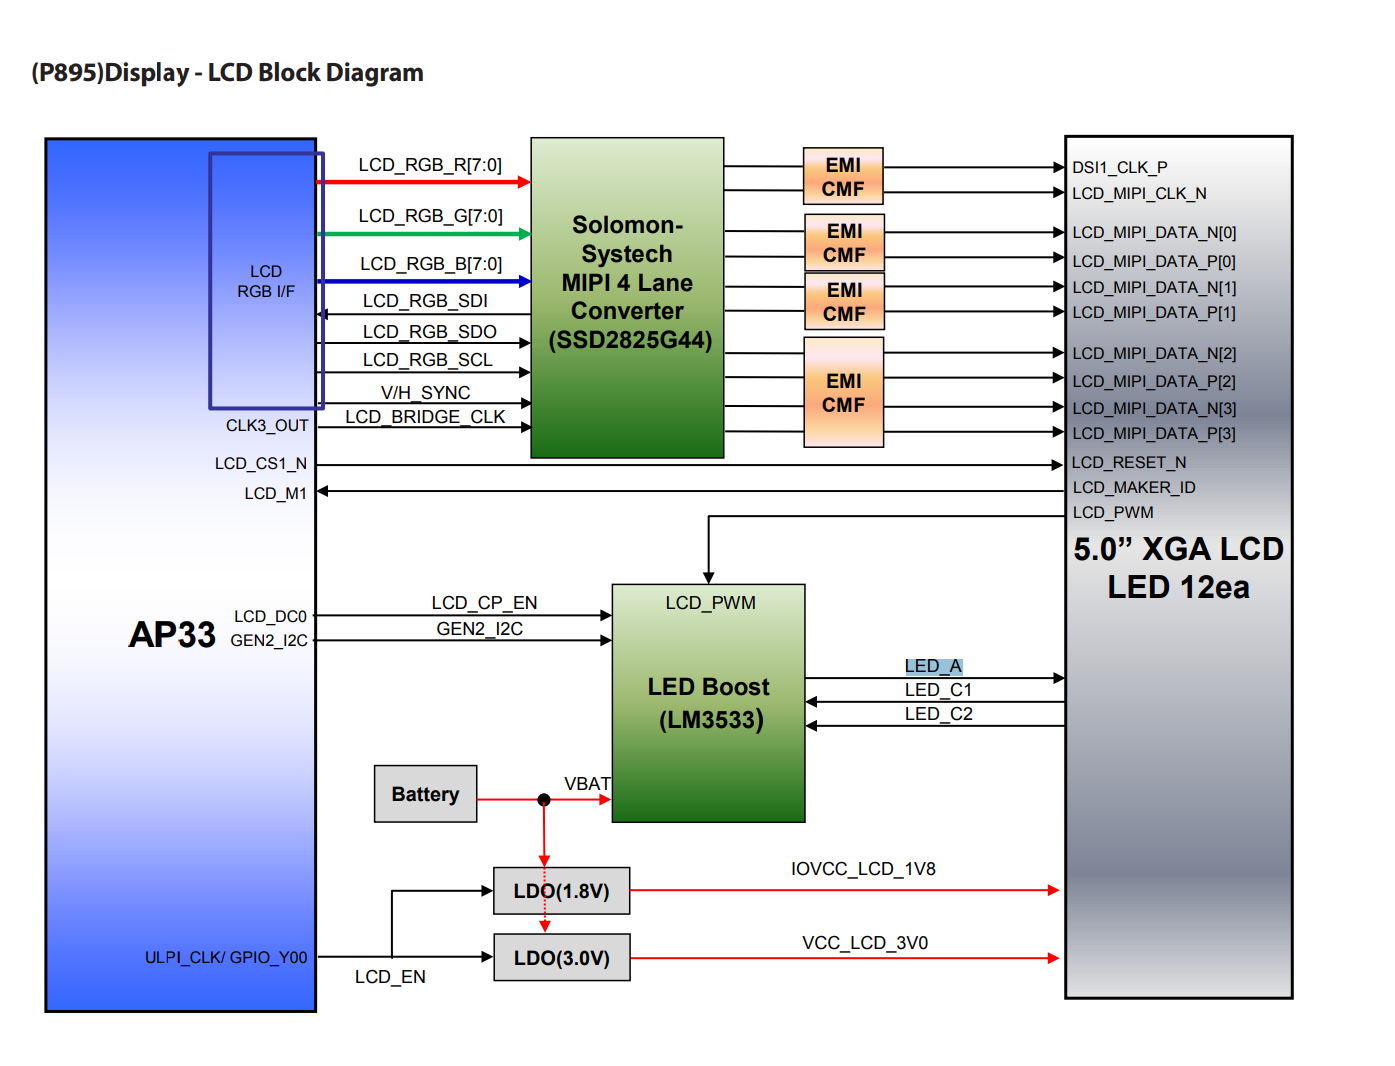 (P895)Display - LCD Block Diagram
LCD
RGB I/F
CLK3_OUT
LCD_CS1_N
LCD_M1
AP33
LCD_DC0
GEN2_I2C
ULPI_CLK/ GPIO_Y00
LCD_RGB_R[7:0]
LCD_RGB_G[7:0]
LCD_RGB_B[7:0]
LCD_RGB_SDI
LCD_RGB_SDO
LCD_RGB_SCL
V/H_SYNC
LCD_BRIDGE_CLK
Solomon-
Systech
MIPI 4 Lane
Converter
(SSD2825G44)
EMI
CMF
EMI
CMF
EMI
CMF
EMI
CMF
DSI1_CLK_P
LCD_MIPI_CLK_N
LCD_MIPI_DATA_N[0]
LCD_MIPI_DATA_P[0]
LCD_MIPI_DATA_N[1]
LCD_MIPI_DATA_P[1]
LCD_MIPI_DATA_N[2]
LCD_MIPI_DATA_P[2]
LCD_MIPI_DATA_N[3]
LCD_MIPI_DATA_P[3]
LCD_RESET_N
LCD_MAKER_ID
LCD_PWM
5.0” XGA LCD
LED 12ea
LCD_CP_EN
GEN2_I2C
LCD_PWM
LED Boost
(LM3533)
LED_A
LED_C1
LED_C2
Battery
VBAT
LDO(1.8V)
IOVCC_LCD_1V8
LDO(3.0V)
VCC_LCD_3V0
LCD_EN